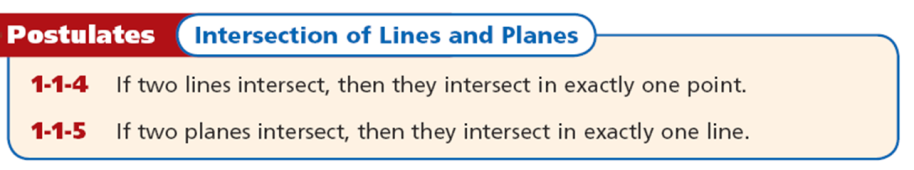 Postulates Intersection of Lines and Planes
1-1-4 If two lines intersect, then they intersect in exactly one point.
1-1-5 If two planes intersect, then they intersect in exactly one line.